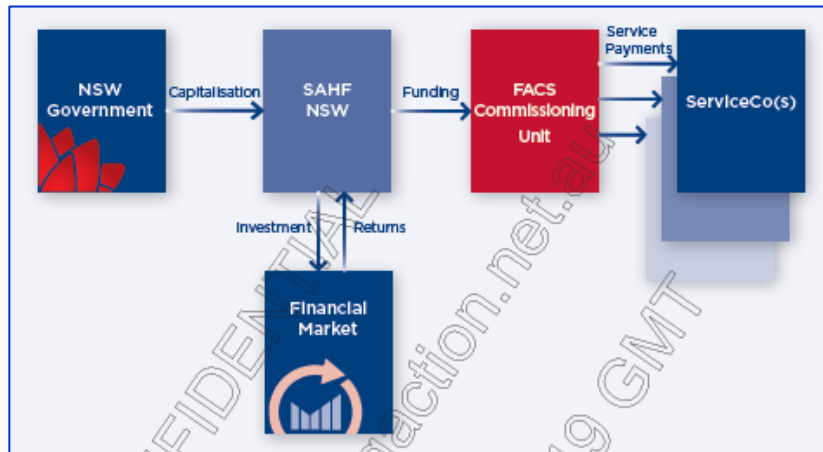 NSW
Government
Capitalisation
SAHF
NSW
Funding
FACS
Commissioning
Unit
Service
Payments
ServiceCo(s)
Investment
Returns
Financial
Market